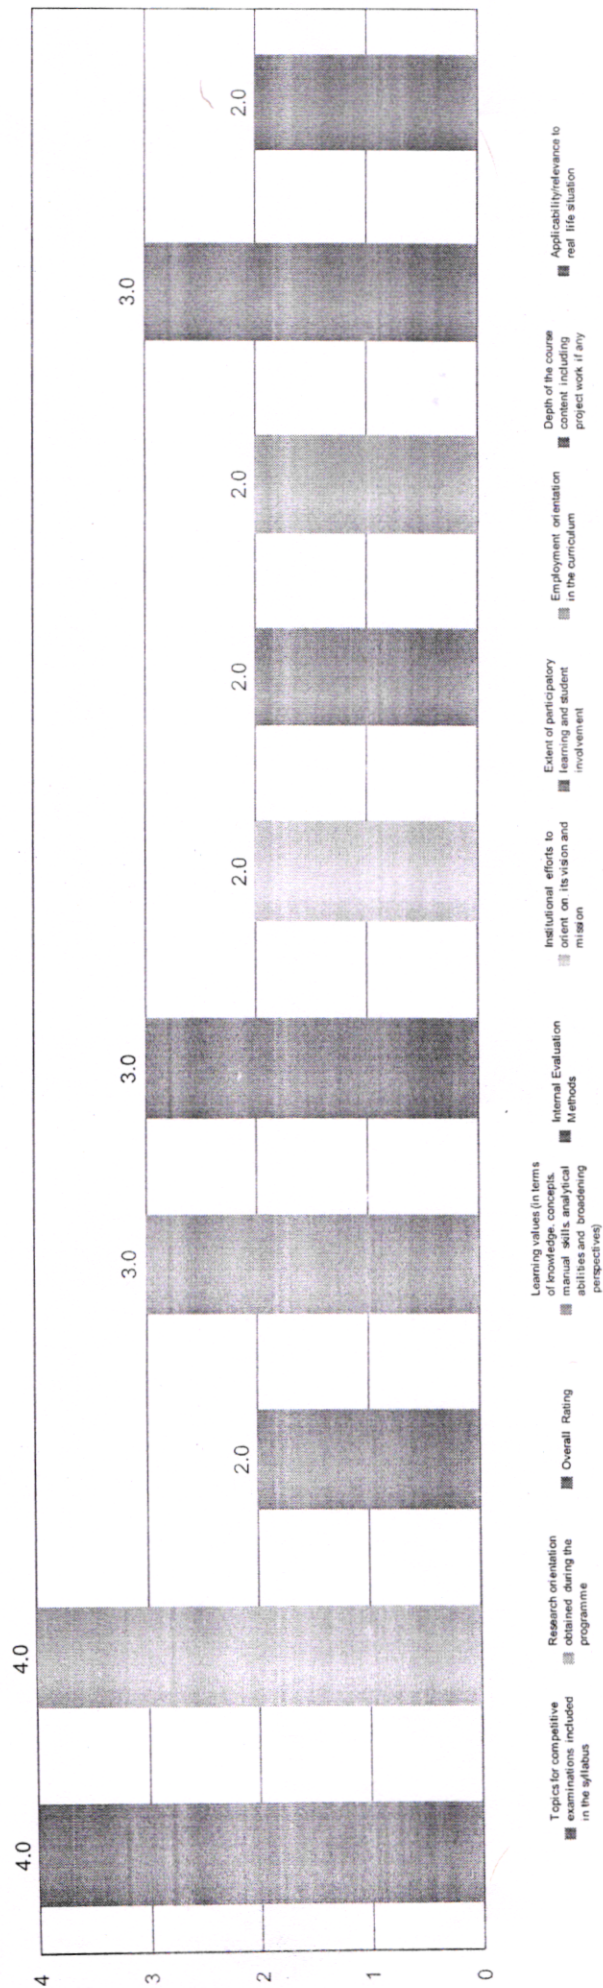 4.0
4.0
2.0
3.0
3.0
2.0
2.0
2.0
3.0
2.0
4
3
2
1
0
Topics for competitive
examinations included
in the syllabus
Research orientation
obtained during the
programme
Overall Rating
Learning values (in terms
of knowledge, concepts,
manual skills, analytical
abilities and broadening
perspectives)
Internal Evaluation
Methods
Institutional efforts to
orient on its vision and
mission
Extent of participatory
learning and student
involvement
Employment orientation
in the curriculum
Depth of the course
content including
project work if any
Applicability/relevance to
real life situation